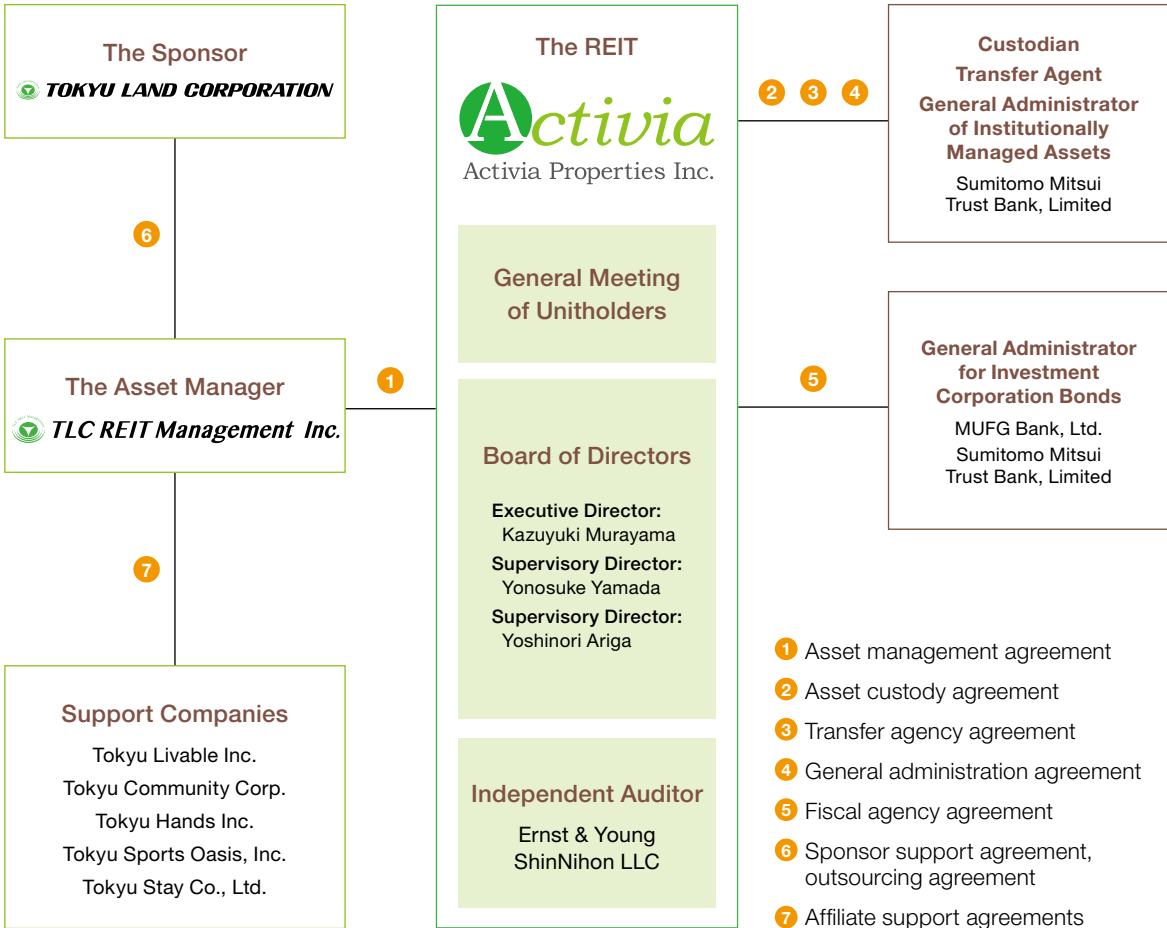 The Sponsor
TOKYU LAND CORPORATION
6
The Asset Manager
TLC REIT Management Inc.
7
Support Companies
Tokyu Livable Inc.
Tokyu Community Corp.
Tokyu Hands Inc.
Tokyu Sports Oasis, Inc.
Tokyu Stay Co., Ltd.
1
The REIT
Activia
Activia Properties Inc.
General Meeting
of Unitholders
Board of Directors
Executive Director:
Kazuyuki Murayama
Supervisory Director:
Yonosuke Yamada
Supervisory Director:
Yoshinori Ariga
Independent Auditor
Ernst & Young
ShinNihon LLC
2 3 4
Custodian
Transfer Agent
General Administrator
of Institutionally
Managed Assets
Sumitomo Mitsui
Trust Bank, Limited
5
General Administrator
for Investment
Corporation Bonds
MUFG Bank, Ltd.
Sumitomo Mitsui
Trust Bank, Limited
1 Asset management agreement
2 Asset custody agreement
3 Transfer agency agreement
4 General administration agreement
5 Fiscal agency agreement
6 Sponsor support agreement,
outsourcing agreement
7 Affiliate support agreements